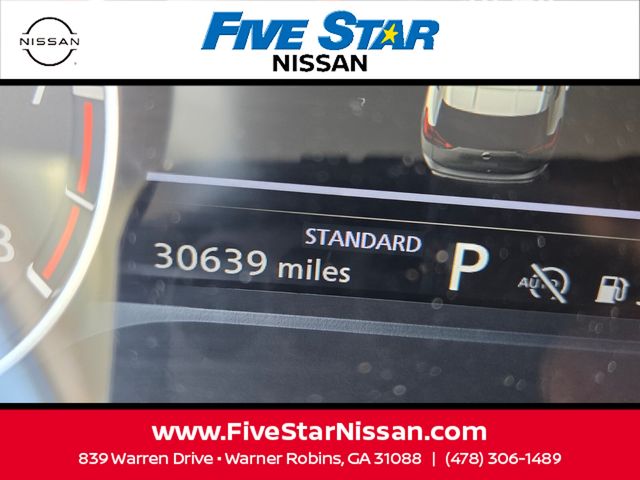 NISSAN
FIVE STAR
NISSAN
STANDARD
30639 miles
P
AUTO
8
www.FiveStarNissan.com
839 Warren Drive • Warner Robins, GA 31088 | (478) 306-1489